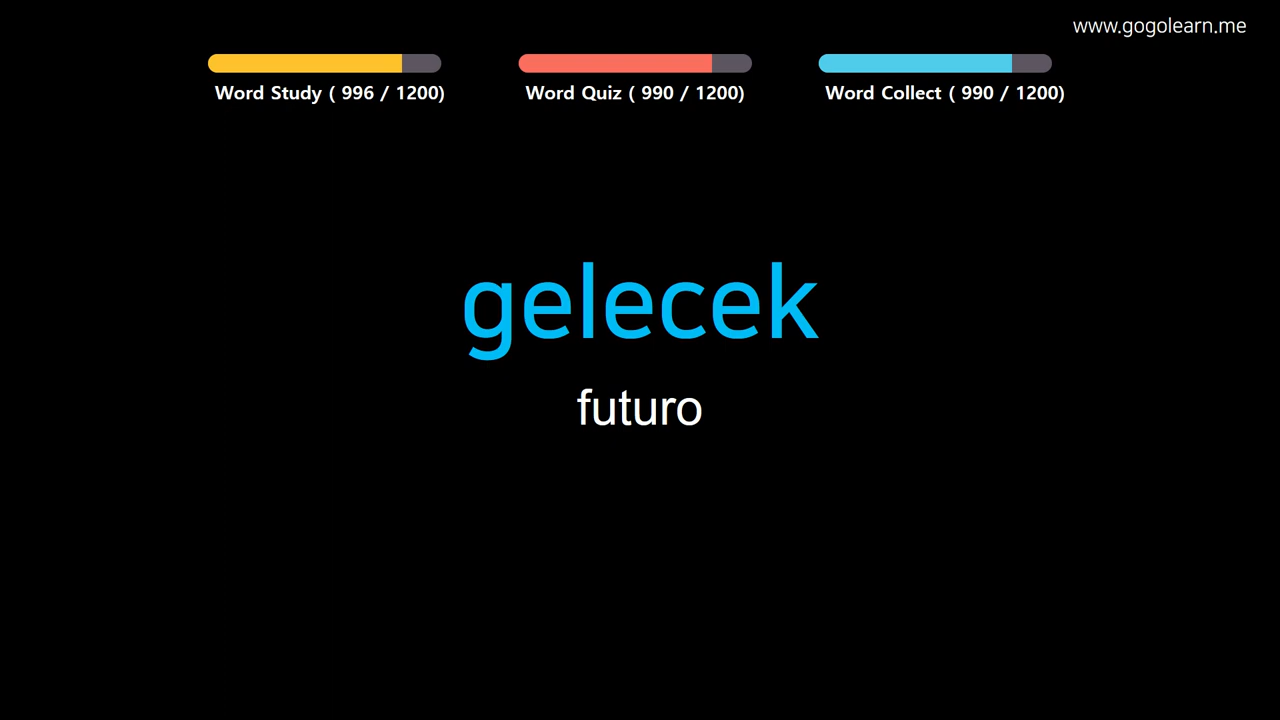 www.gogolearn.me
Word Study ( 996 / 1200)
Word Quiz ( 990 / 1200)
Word Collect ( 990 / 1200)
gelecek
futuro